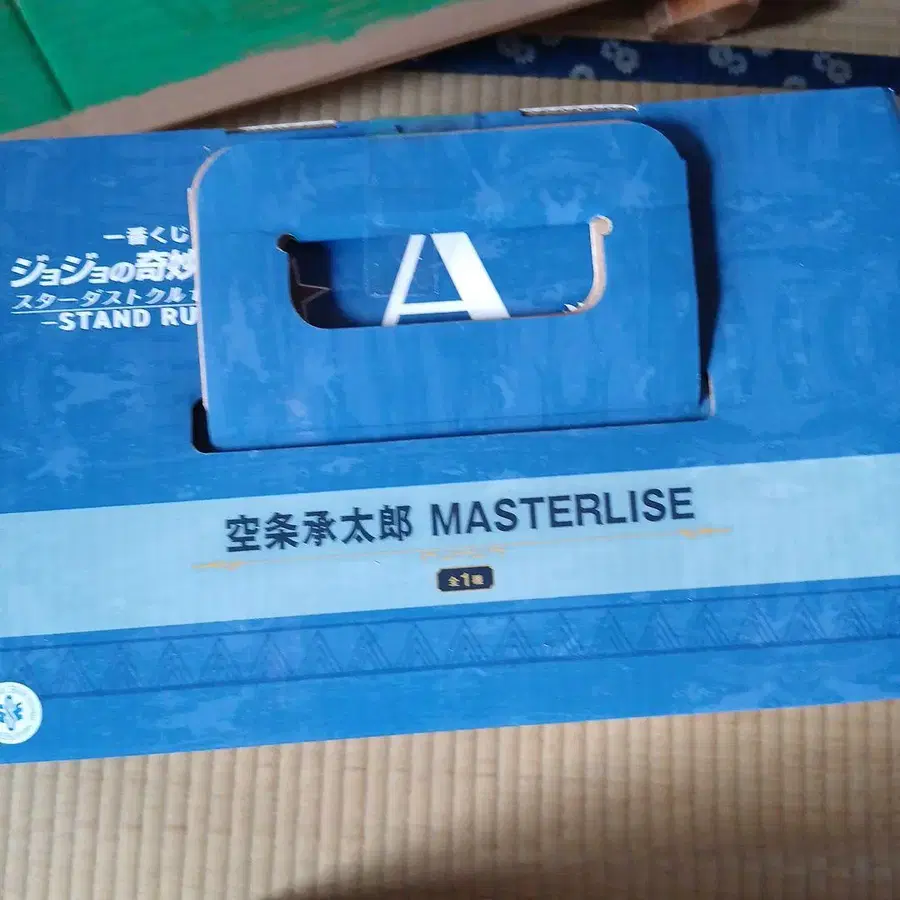 一番くじ
ジョジョの奇妙
スターダストクル
-STAND RU
A
空条承太郎 MASTERLISE
全1種